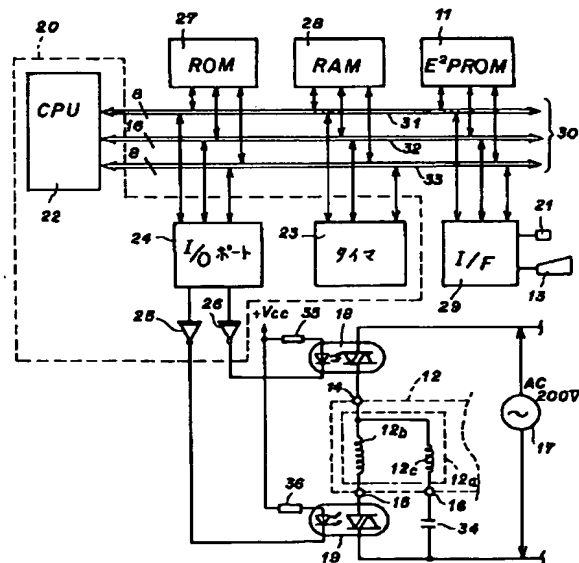 20
27
28
11
ROM
RAM
E²PROM
CPU
8
16
8
31
32
33
30
22
24
I/Oポート
23
タイマ
I/F
29
21
13
25
26
+Vcc
35
18
14
12
12b
12c
12a
AC
200V
17
36
15
16
34
19